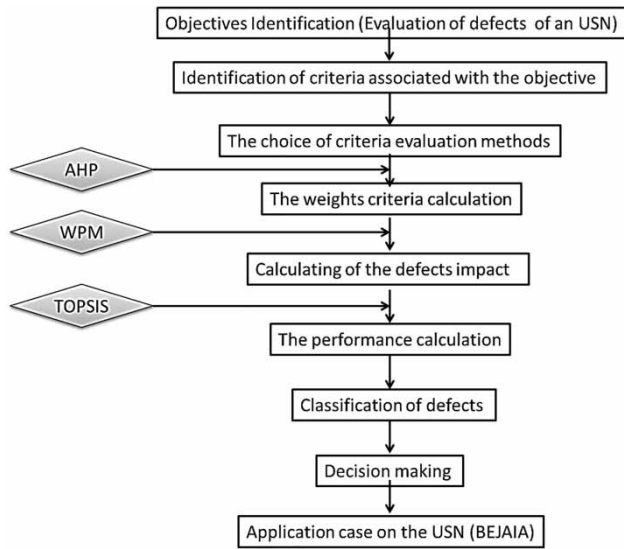 Objectives Identification (Evaluation of defects of an USN)
Identification of criteria associated with the objective
The choice of criteria evaluation methods
AHP
The weights criteria calculation
WPM
Calculating of the defects impact
TOPSIS
The performance calculation
Classification of defects
Decision making
Application case on the USN (BEJAIA)